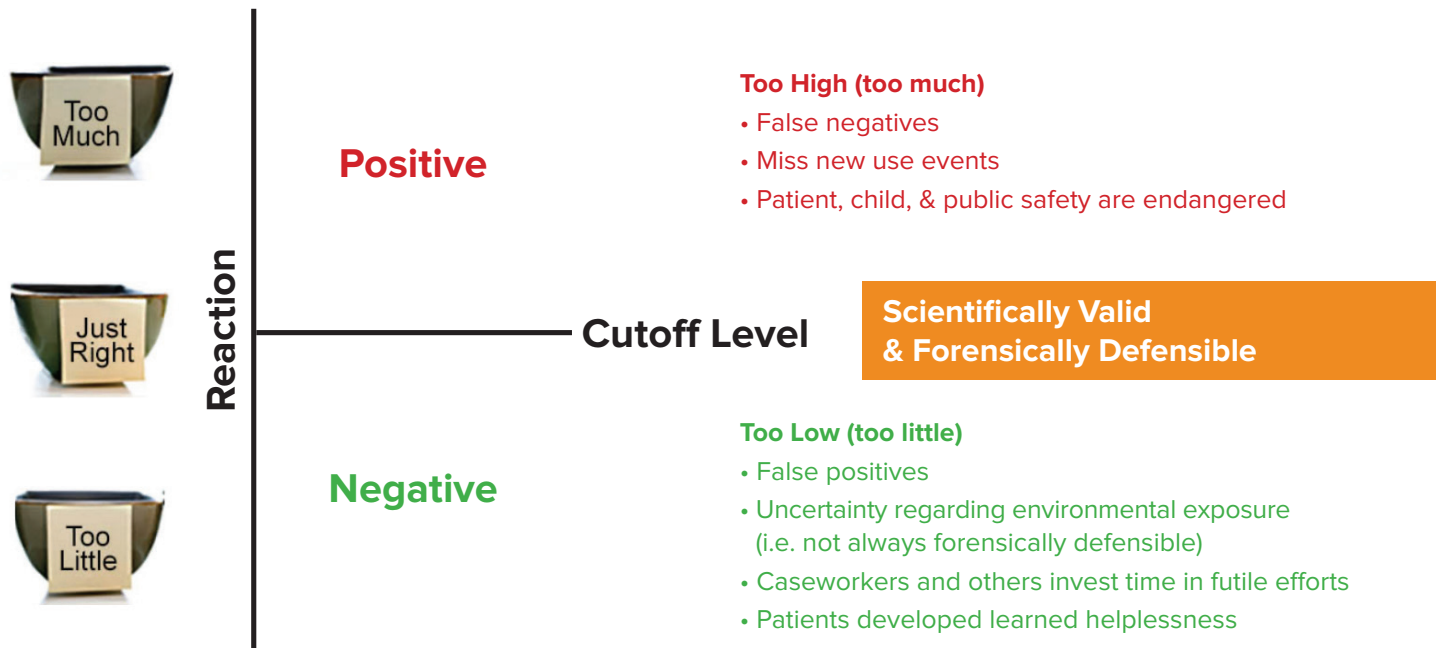 Too
Much
Just
Right
Too
Little
Reaction
Positive
Cutoff Level
Negative
Too High (too much)
• False negatives
• Miss new use events
• Patient, child, & public safety are endangered
Scientifically Valid
& Forensically Defensible
Too Low (too little)
• False positives
• Uncertainty regarding environmental exposure
(i.e. not always forensically defensible)
• Caseworkers and others invest time in futile efforts
• Patients developed learned helplessness